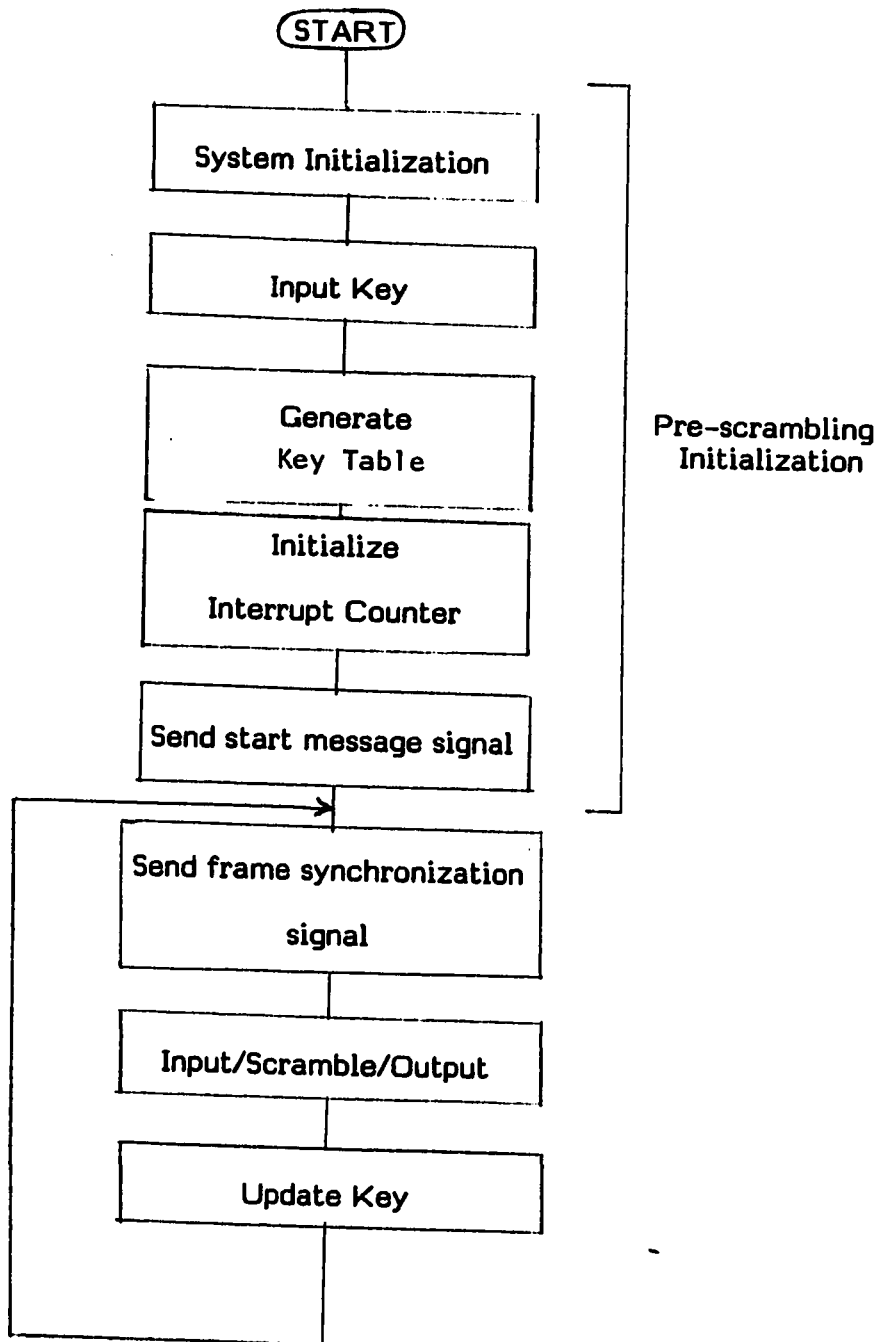 START
System Initialization
Input Key
Generate
Key Table
Initialize
Interrupt Counter
Send start message signal
Pre-scrambling
Initialization
Send frame synchronization
signal
Input/Scramble/Output
Update Key